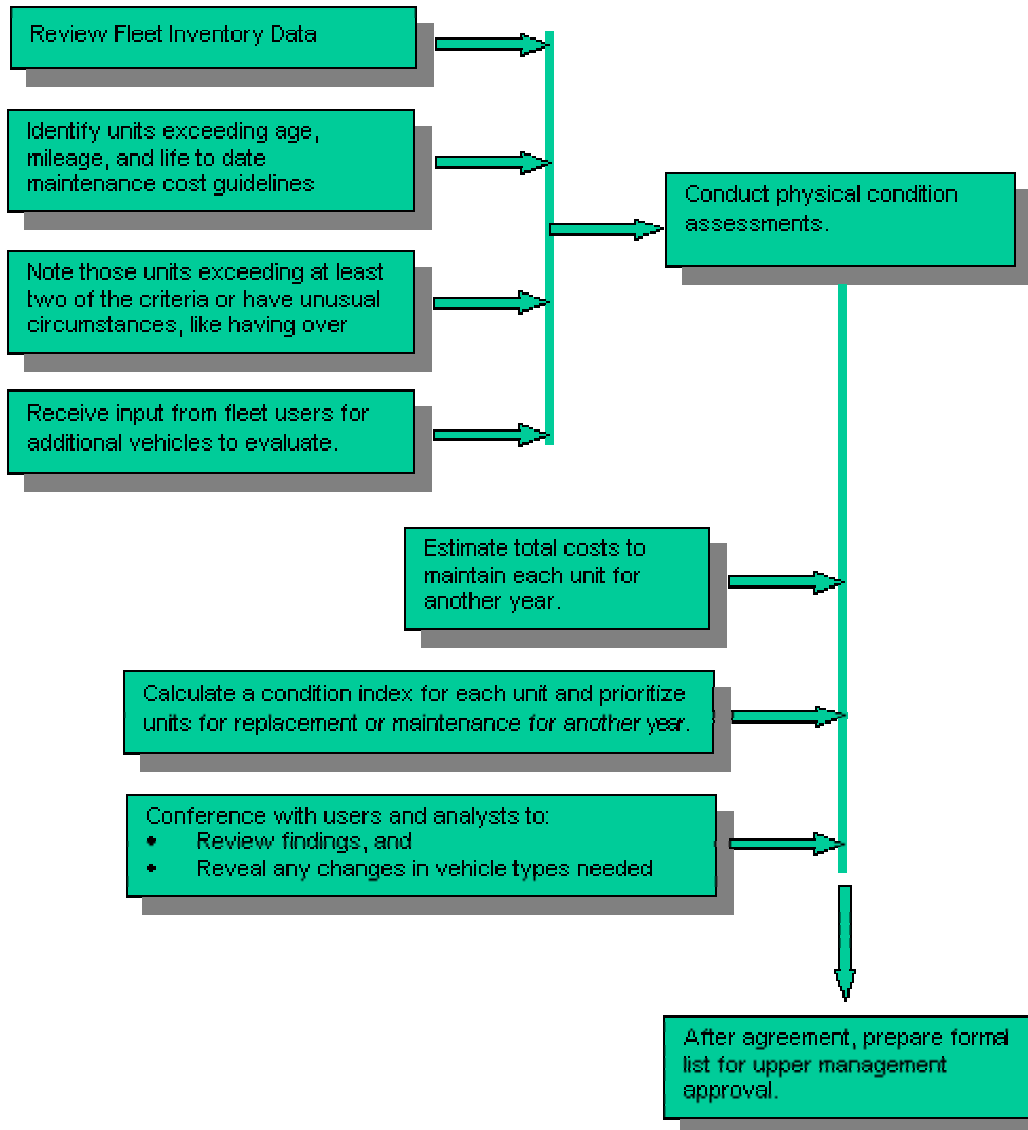 Review Fleet Inventory Data
Identify units exceeding age,
mileage, and life to date
maintenance cost guidelines
Conduct physical condition
assessments.
Note those units exceeding at least
two of the criteria or have unusual
circumstances, like having over
Receive input from fleet users for
additional vehicles to evaluate.
Estimate total costs to
maintain each unit for
another year.
Calculate a condition index for each unit and prioritize
units for replacement or maintenance for another year.
Conference with users and analysts to:
• Review findings, and
• Reveal any changes in vehicle types needed
After agreement, prepare formal
list for upper management
approval.